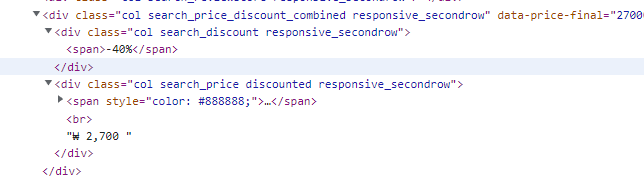 ▼<div class="col search_price_discount_combined responsive_secondrow" data-price-final="27000
▼<div class="col search_discount responsive_secondrow">
<span>-40%</span>
</div>
▼<div class="col search_price discounted responsive_secondrow">
▶<span style="color: #888888;">…</span>
<br>
"₩ 2,700 "
</div>
</div>